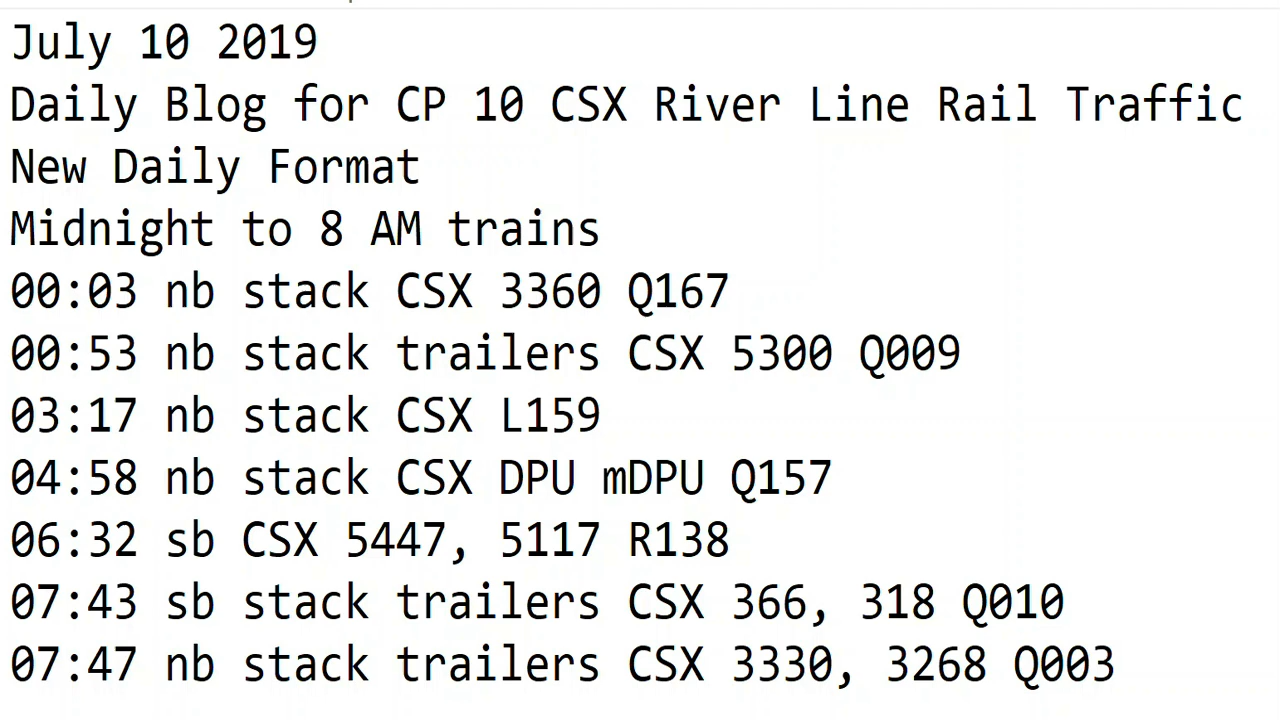 July 10 2019
Daily Blog for CP 10 CSX River Line Rail Traffic
New Daily Format
Midnight to 8 AM trains
00:03 nb stack CSX 3360 Q167
00:53 nb stack trailers CSX 5300 Q009
03:17 nb stack CSX L159
04:58 nb stack CSX DPU mDPU Q157
06:32 sb CSX 5447, 5117 R138
07:43 sb stack trailers CSX 366, 318 Q010
07:47 nb stack trailers CSX 3330, 3268 Q003